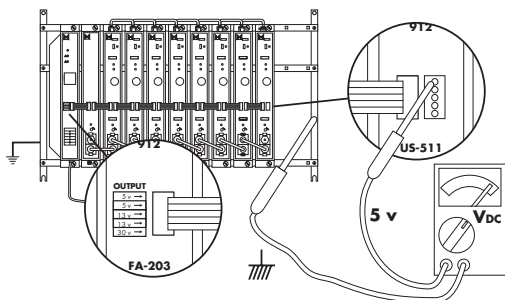 912
US-511
912
OUTPUT
5 v →
5 v →
13 v →
13 v →
30 v →
FA-203
5 v
VDC